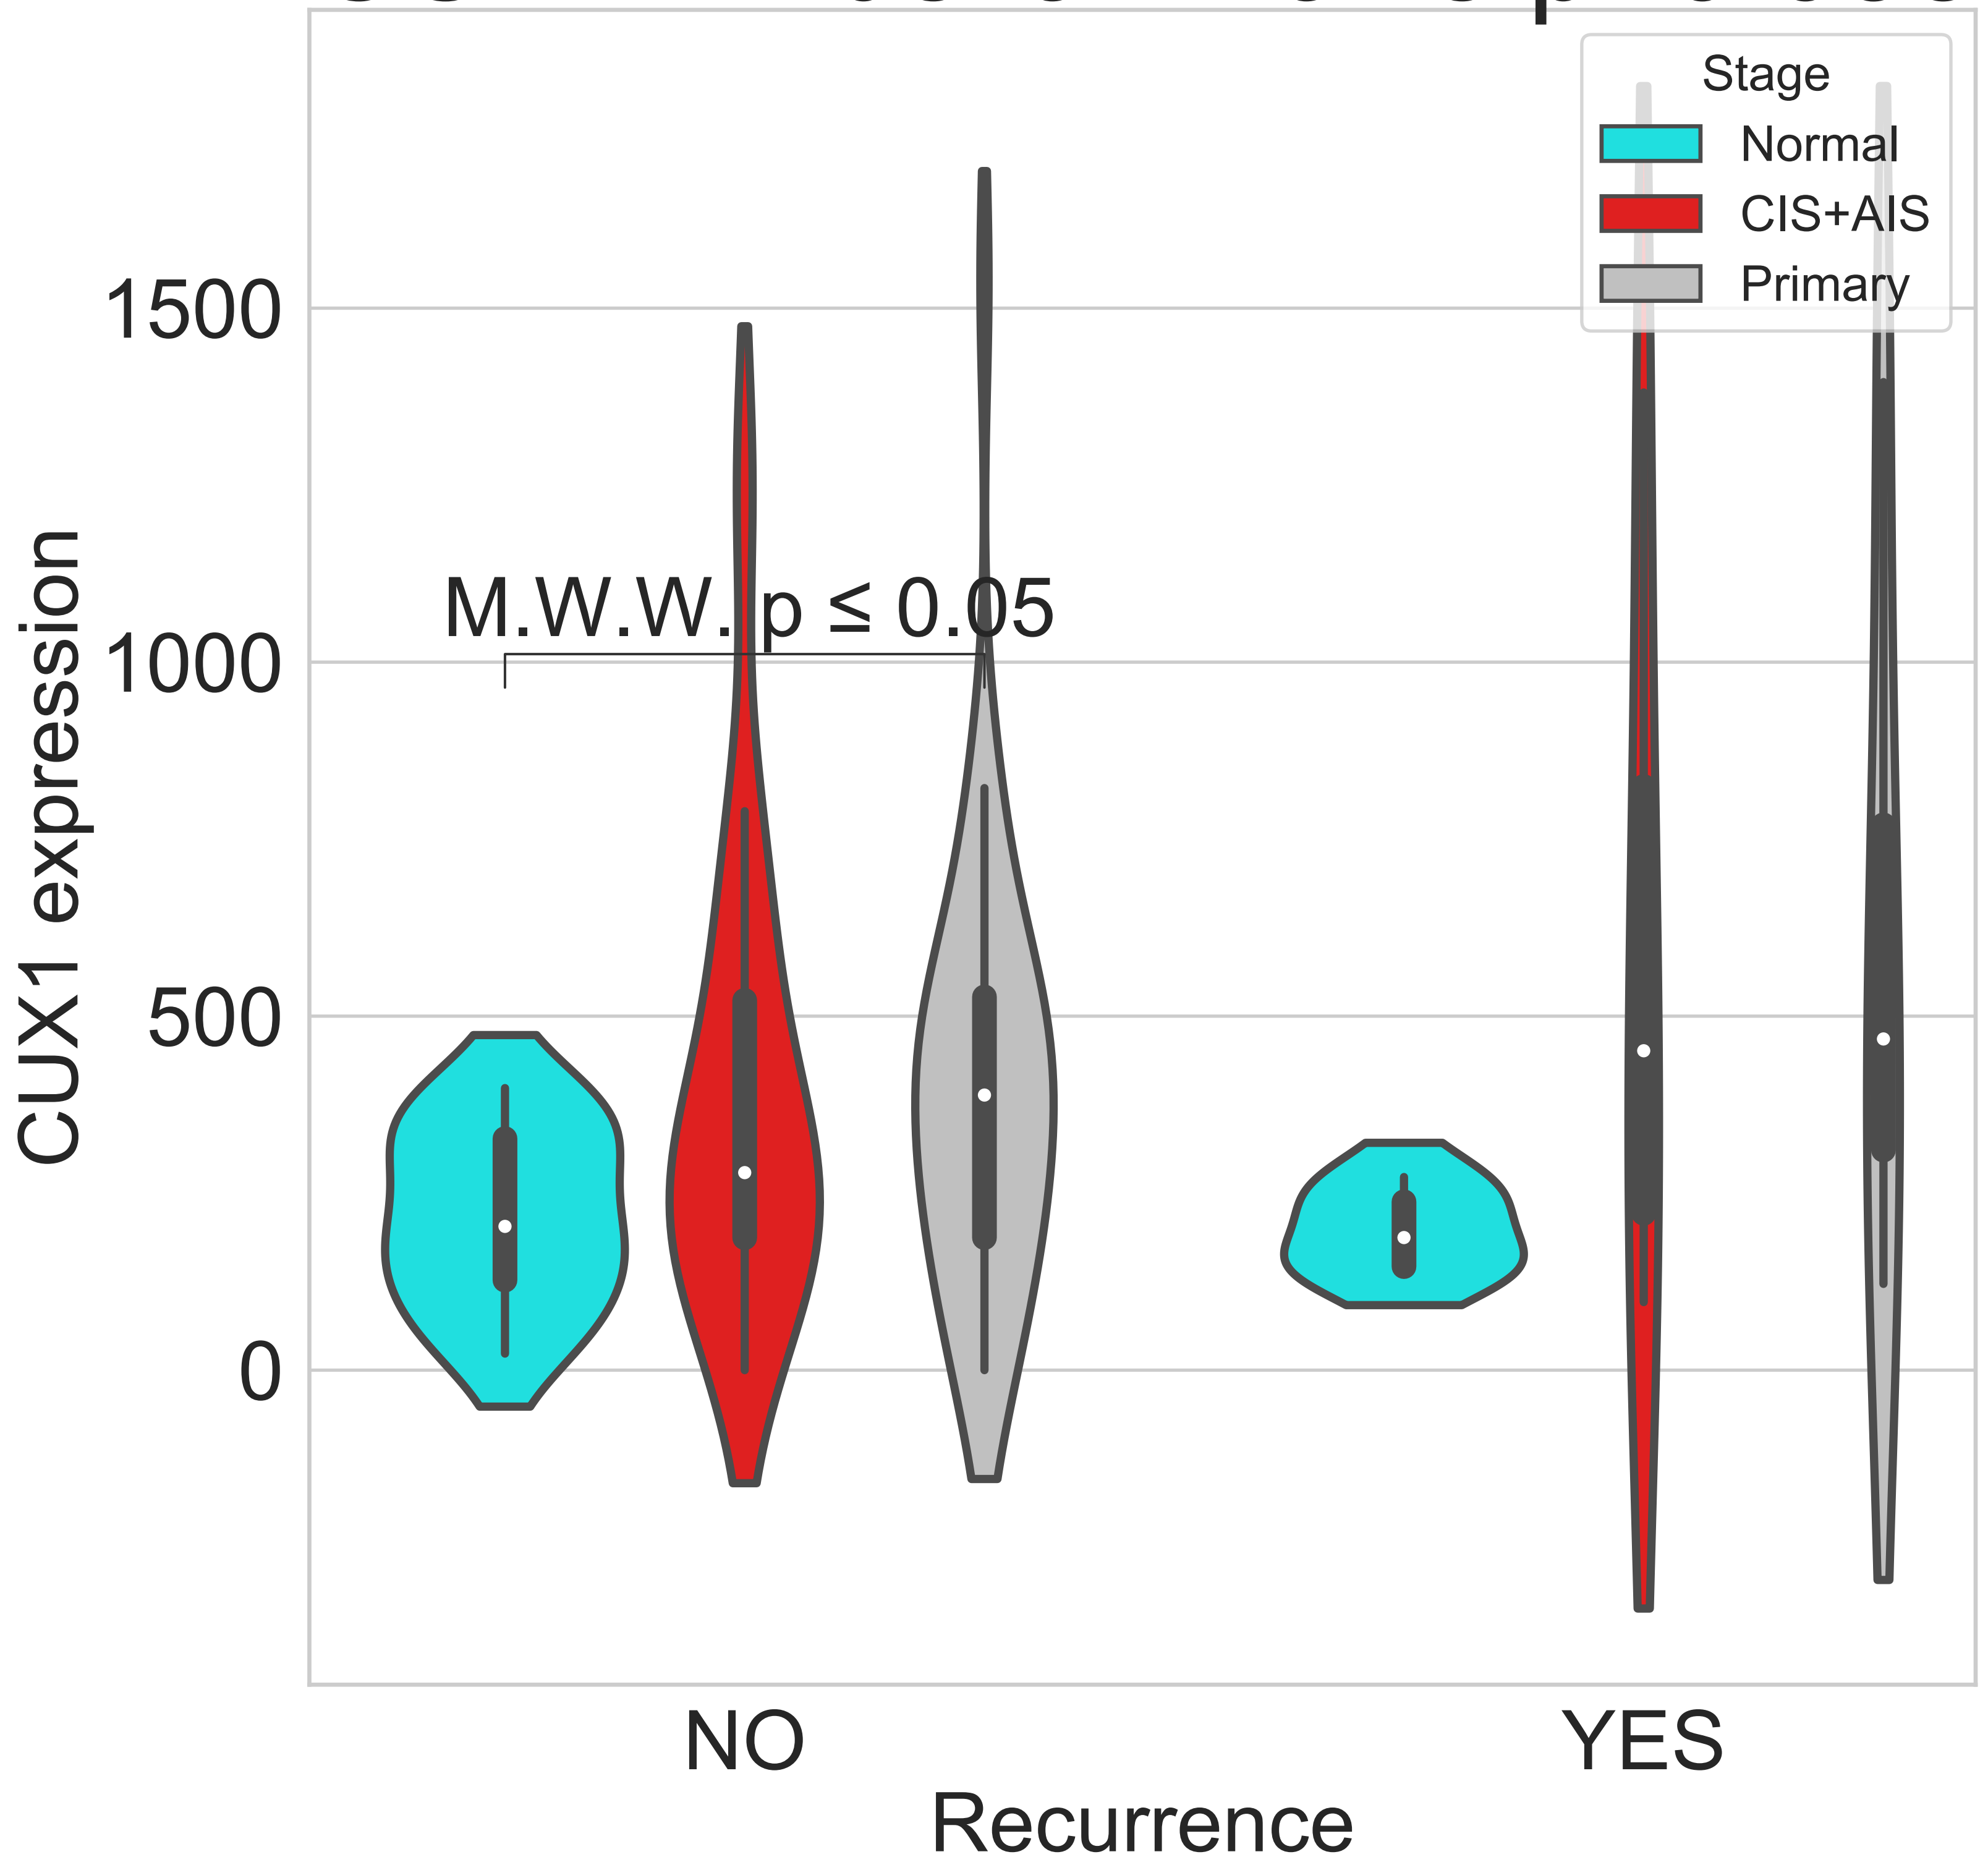 Stage
Normal
CIS+AIS
Primary
1500
1000
500
0
CUX1 expression
M.W.W. p ≤ 0.05
NO
YES
Recurrence